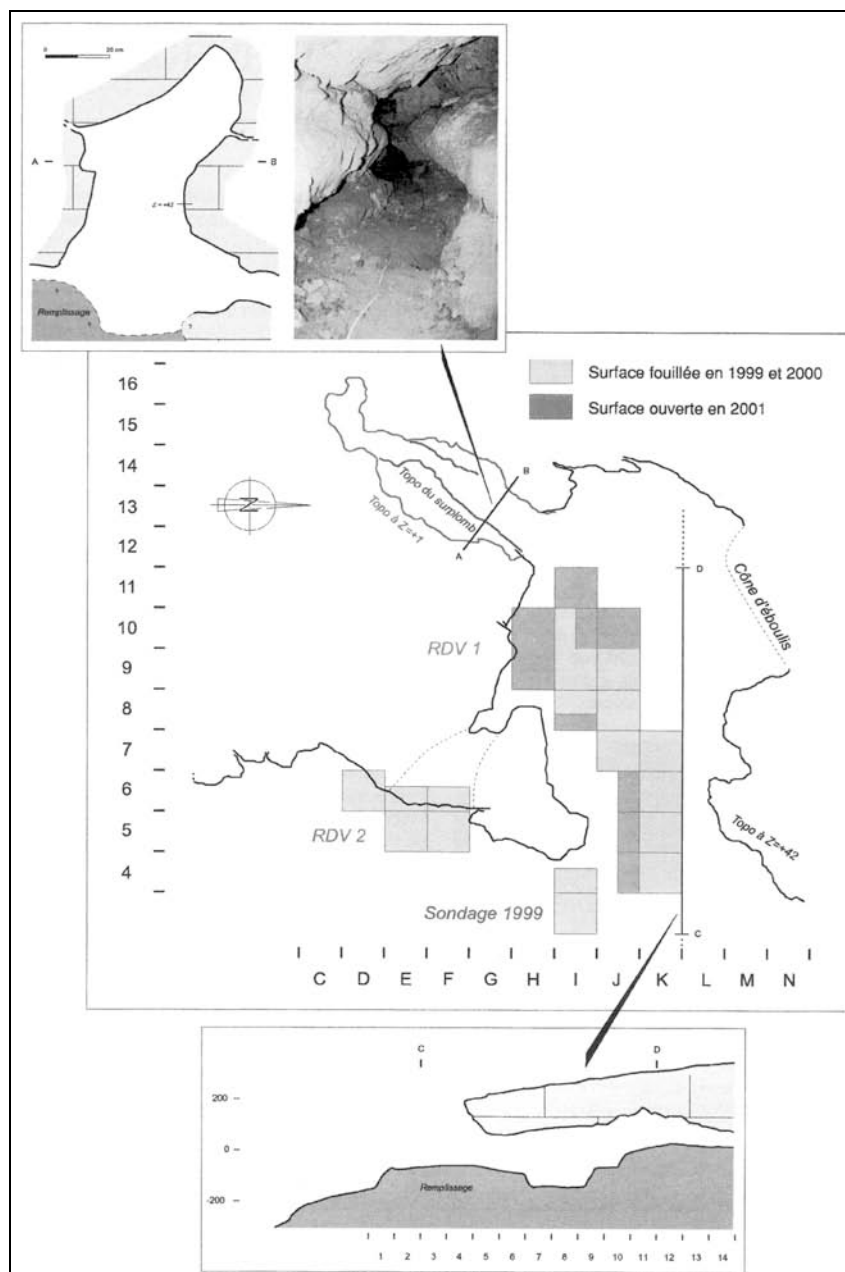 0 20 cm
A
B
Z = +42
Remplissage
?
?
?
Surface fouillée en 1999 et 2000
Surface ouverte en 2001
16
15
14
13
12
11
10
9
8
7
6
5
4
N
Topo du surplomb
Topo à Z=+1
A
B
D
Cône d'éboulis
RDV 1
RDV 2
Topo à Z=+42
Sondage 1999
C
C D E F G H I J K L M N
C D
200
0
-200
Remplissage
1 2 3 4 5 6 7 8 9 10 11 12 13 14